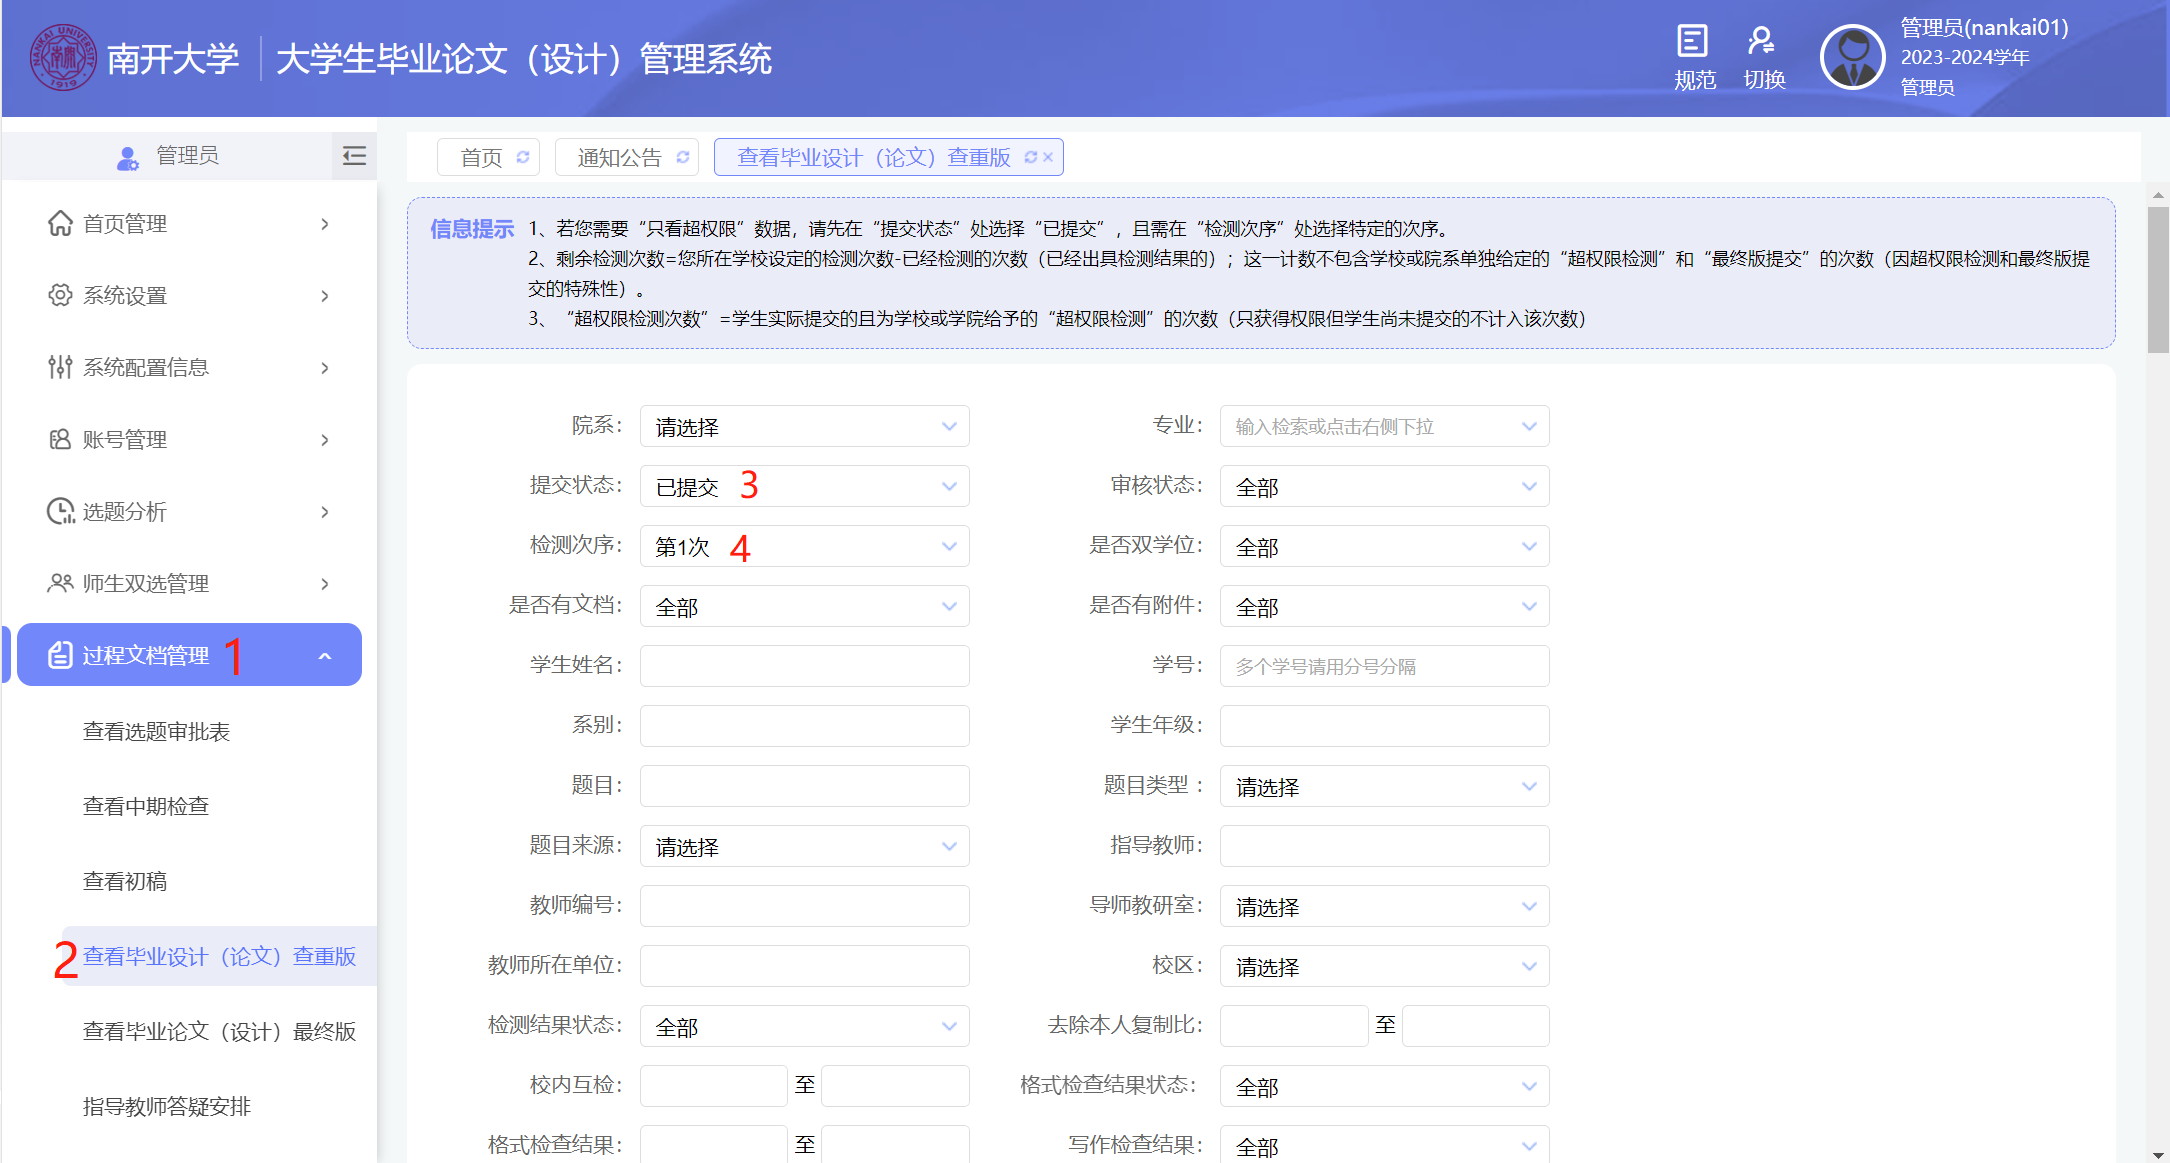 NANKAI UNIVERSITY
1919
南开大学
大学生毕业论文（设计）管理系统
规范
切换
管理员(nankai01)
2023-2024学年
管理员
管理员
首页
通知公告
查看毕业设计（论文）查重版
首页管理
系统设置
系统配置信息
账号管理
选题分析
师生双选管理
过程文档管理 1
查看选题审批表
查看中期检查
查看初稿
2 查看毕业设计（论文）查重版
查看毕业论文（设计）最终版
指导教师答疑安排
信息提示 1、若您需要“只看超权限”数据，请先在“提交状态”处选择“已提交”，且需在“检测次序”处选择特定的次序。
2、剩余检测次数=您所在学校设定的检测次数-已经检测的次数（已经出具检测结果的）；这一计数不包含学校或院系单独给定的“超权限检测”和“最终版提交”的次数（因超权限检测和最终版提
交的特殊性）。
3、“超权限检测次数”=学生实际提交的且为学校或学院给予的“超权限检测”的次数（只获得权限但学生尚未提交的不计入该次数）
院系： 请选择 专业： 输入检索或点击右侧下拉
提交状态： 已提交 3 审核状态： 全部
检测次序： 第1次 4 是否双学位： 全部
是否有文档： 全部 是否有附件： 全部
学生姓名： 学号： 多个学号请用分号分隔
系别： 学生年级：
题目： 题目类型： 请选择
题目来源： 请选择 指导教师：
教师编号： 导师教研室： 请选择
教师所在单位： 校区： 请选择
检测结果状态： 全部 去除本人复制比： 至
校内互检： 至 格式检查结果状态： 全部
格式检查结果： 至 写作检查结果： 全部